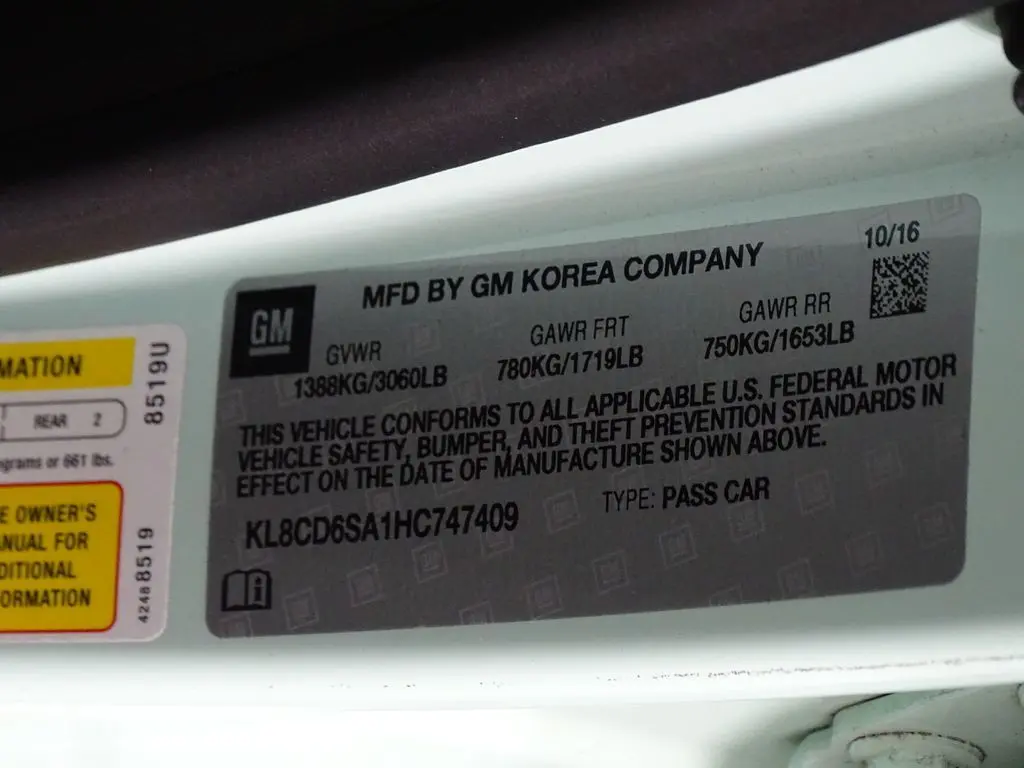 MATION
REAR 2
ograms or 661 lbs.
E OWNER'S
ANUAL FOR
DITIONAL
ORMATION
8519U
42488519
GM
MFD BY GM KOREA COMPANY
10/16
GVWR
1388KG/3060LB
GAWR FRT
780KG/1719LB
GAWR RR
750KG/1653LB
THIS VEHICLE CONFORMS TO ALL APPLICABLE U.S. FEDERAL MOTOR
VEHICLE SAFETY, BUMPER, AND THEFT PREVENTION STANDARDS IN
EFFECT ON THE DATE OF MANUFACTURE SHOWN ABOVE.
KL8CD6SA1HC747409
TYPE: PASS CAR